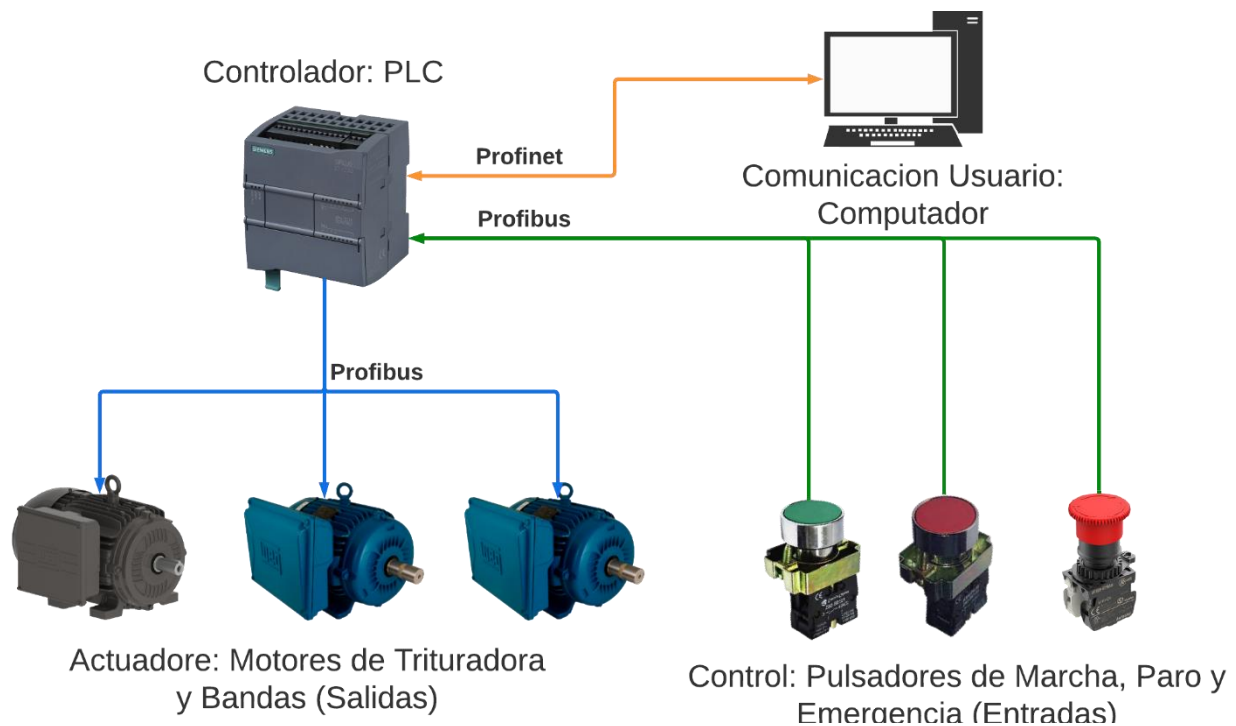 Controlador: PLC
SIEMENS
Profinet
Comunicacion Usuario:
Computador
Profibus
Profibus
Actuadore: Motores de Trituradora
y Bandas (Salidas)
Control: Pulsadores de Marcha, Paro y
Emergencia (Entradas)